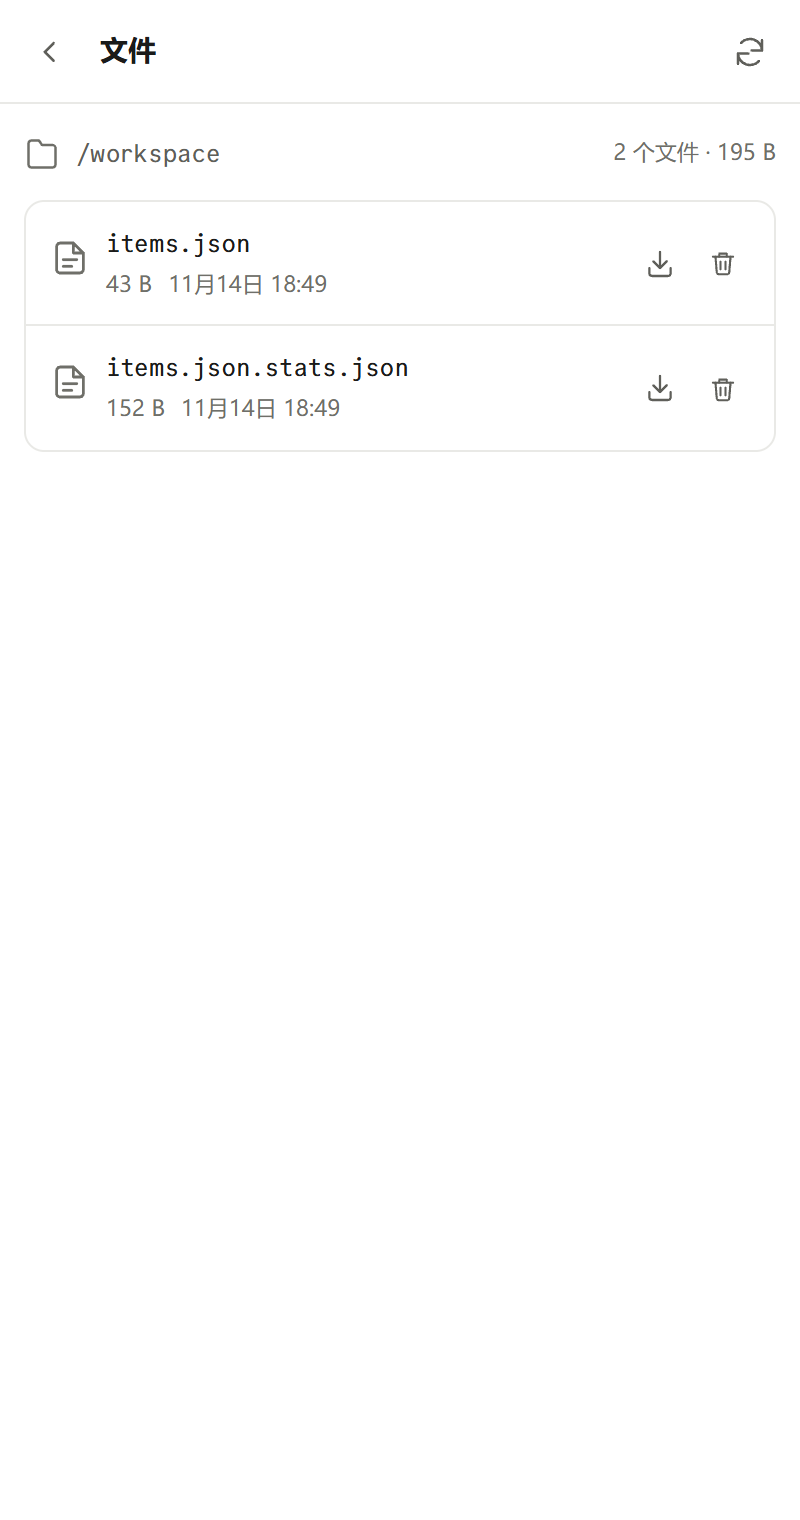 文件
/workspace
2 个文件 · 195 B
items.json
43 B 11月14日 18:49
items.json.stats.json
152 B 11月14日 18:49